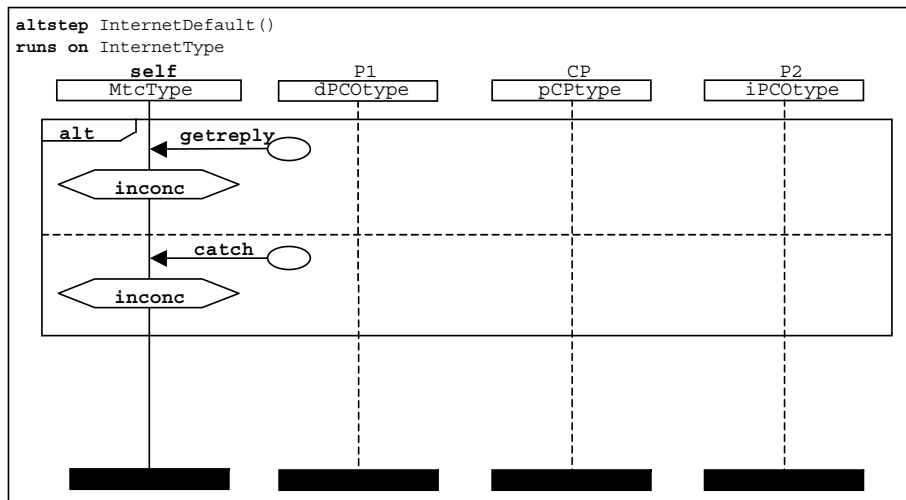 altstep InternetDefault()
runs on InternetType
self P1 CP P2
MtcType dPCOtype pCPtype iPCOtype
alt
getreply
inconc
catch
inconc